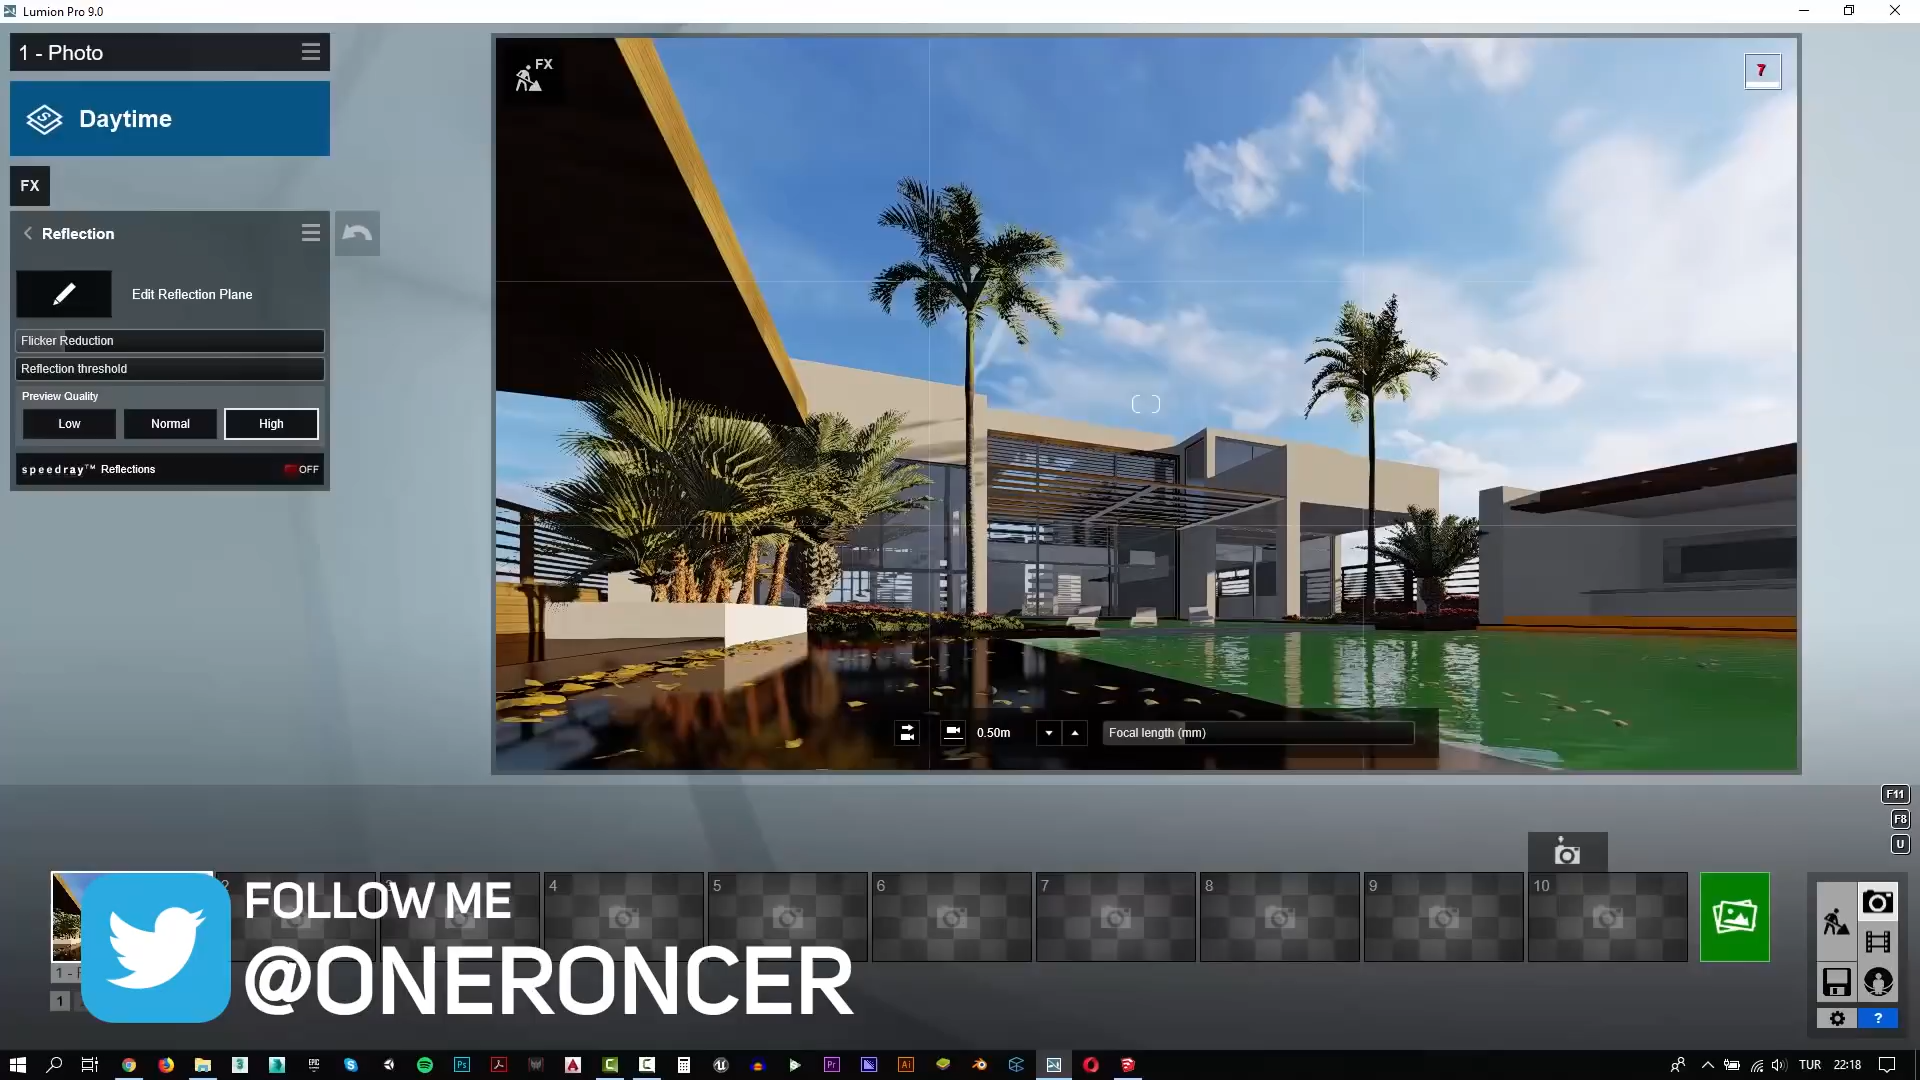 Lumion Pro 9.0
1 - Photo
Daytime
FX
Reflection
Edit Reflection Plane
Flicker Reduction
Reflection threshold
Preview Quality
Low
Normal
High
speedray™ Reflections
OFF
FX
7
0.50m
Focal length (mm)
F11
F8
U
4
5
6
7
8
9
10
1
FOLLOW ME
@ONERONCER
?
TUR
22:18